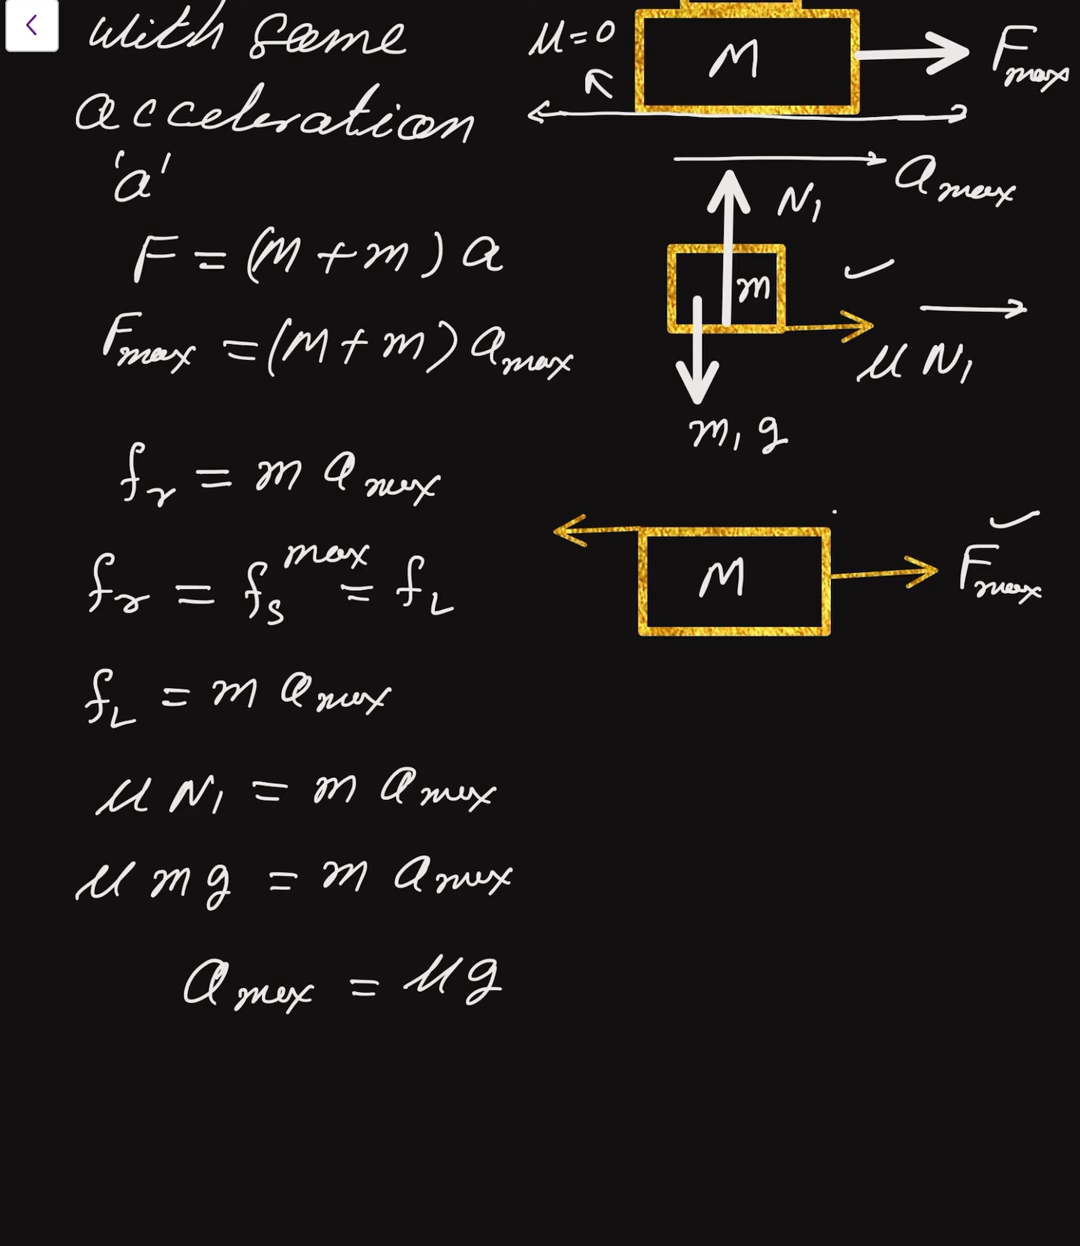 with same
acceleration
'a'
F = (M + m) a
Fmax = (M + m) amax
fr = m amax
fr = fs max = fL
fL = m amax
μ N1 = m amax
μ m g = m amax
amax = μg
μ=0
M
Fmax
amax
N1
m
μ N1
m1 g
M
Fmax